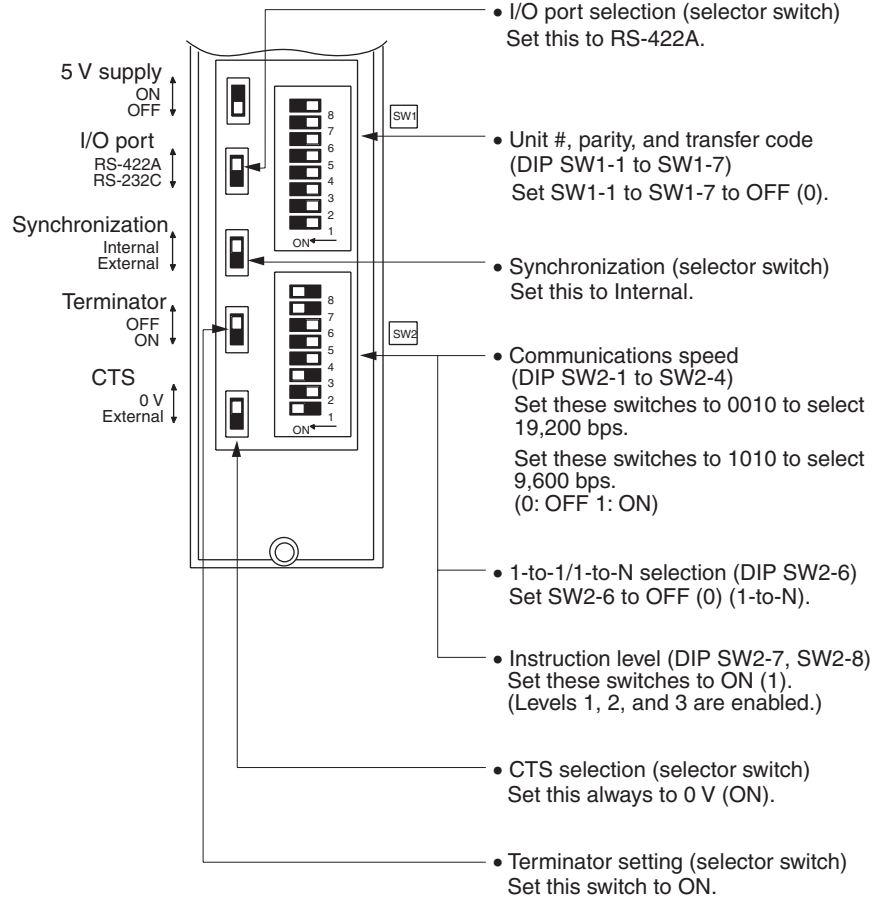 • I/O port selection (selector switch)
Set this to RS-422A.
5 V supply
ON
OFF
I/O port
RS-422A
RS-232C
Synchronization
Internal
External
Terminator
OFF
ON
CTS
0 V
External
8
7
6
5
4
3
2
1
ON
SW1
8
7
6
5
4
3
2
1
ON
SW2
• Unit #, parity, and transfer code
(DIP SW1-1 to SW1-7)
Set SW1-1 to SW1-7 to OFF (0).
• Synchronization (selector switch)
Set this to Internal.
• Communications speed
(DIP SW2-1 to SW2-4)
Set these switches to 0010 to select
19,200 bps.
Set these switches to 1010 to select
9,600 bps.
(0: OFF 1: ON)
• 1-to-1/1-to-N selection (DIP SW2-6)
Set SW2-6 to OFF (0) (1-to-N).
• Instruction level (DIP SW2-7, SW2-8)
Set these switches to ON (1).
(Levels 1, 2, and 3 are enabled.)
• CTS selection (selector switch)
Set this always to 0 V (ON).
• Terminator setting (selector switch)
Set this switch to ON.